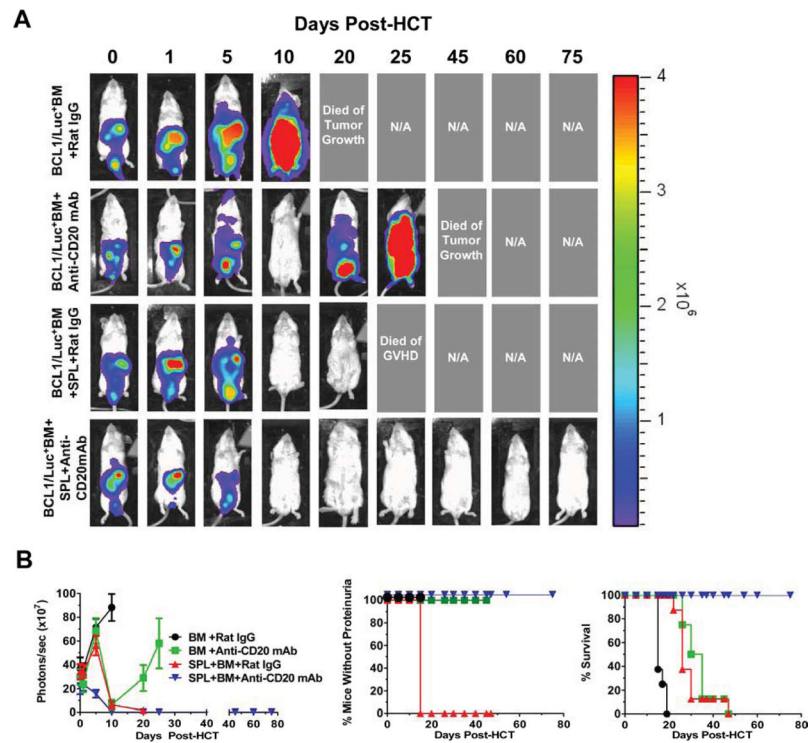 A
Days Post-HCT
0 1 5 10 20 25 45 60 75
BCL1/Luc⁺BM
+Rat IgG
Died of
Tumor
Growth
N/A
N/A
N/A
N/A
BCL1/Luc⁺BM+
Anti-CD20 mAb
Died of
Tumor
Growth
N/A
N/A
BCL1/Luc⁺BM
+SPL+Rat IgG
Died of
GVHD
N/A
N/A
N/A
BCL1/Luc⁺BM+
SPL+Anti-
CD20mAb
4
3
2
1
x10⁶
B
Photons/sec (x10⁷)
100
80
60
40
20
0
0 10 20 30 40 40 60 80
Days Post-HCT
BM +Rat IgG
BM +Anti-CD20 mAb
SPL+BM+Rat IgG
SPL+BM+Anti-CD20 mAb
% Mice Without Proteinuria
100
80
60
40
20
0
0 20 40 60 80
Days Post-HCT
% Survival
100
80
60
40
20
0
0 20 40 60 80
Days Post-HCT